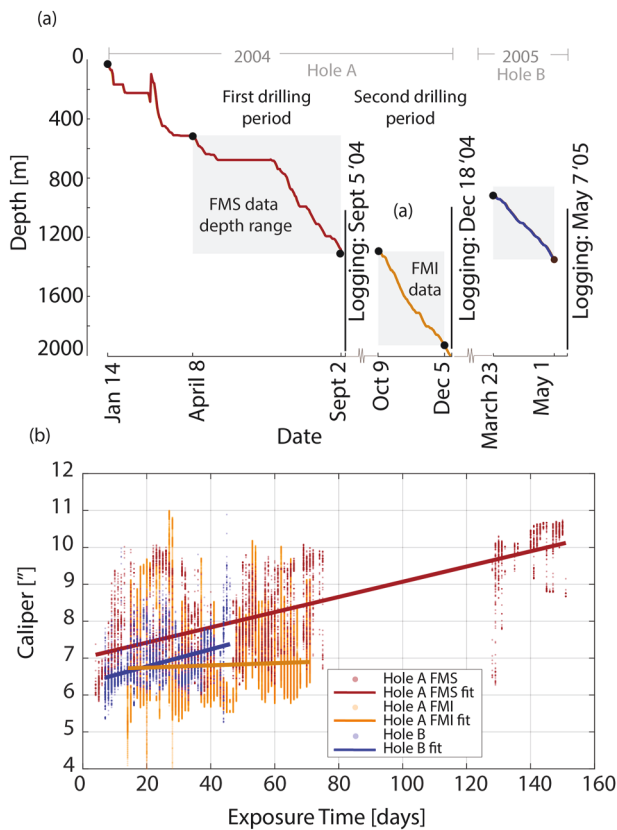 (a)
2004
2005
Hole A
Hole B
First drilling
period
Second drilling
period
0
400
800
1200
1600
2000
Depth [m]
FMS data
depth range
(a)
FMI
data
Logging: Sept 5 '04
Logging: Dec 18 '04
Logging: May 7 '05
Jan 14
April 8
Sept 2
Oct 9
Dec 5
March 23
May 1
Date
(b)
12
11
10
9
8
7
6
5
4
Caliper ["]
Hole A FMS
Hole A FMS fit
Hole A FMI
Hole A FMI fit
Hole B
Hole B fit
0
20
40
60
80
100
120
140
160
Exposure Time [days]